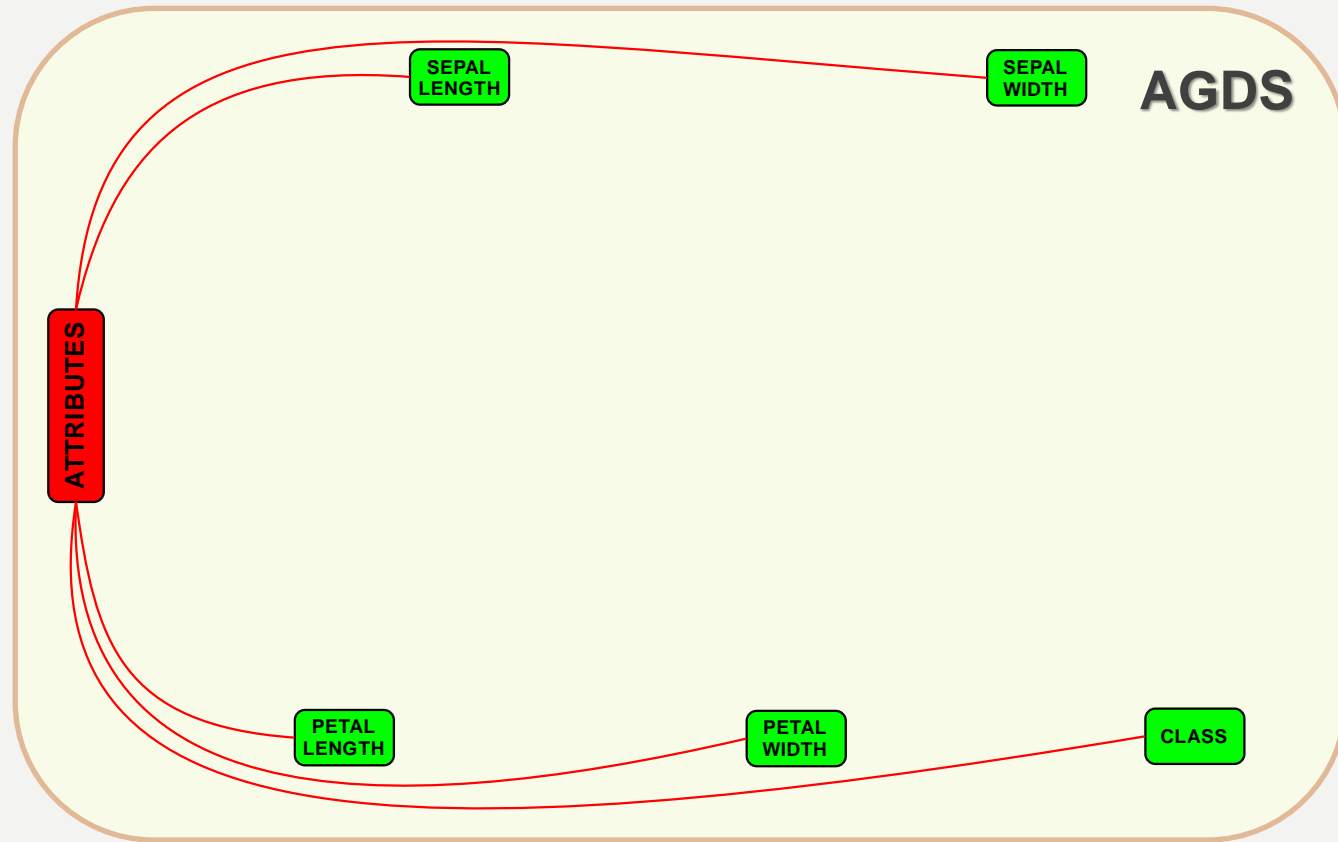 SEPAL
LENGTH
SEPAL
WIDTH
AGDS
ATTRIBUTES
PETAL
LENGTH
PETAL
WIDTH
CLASS